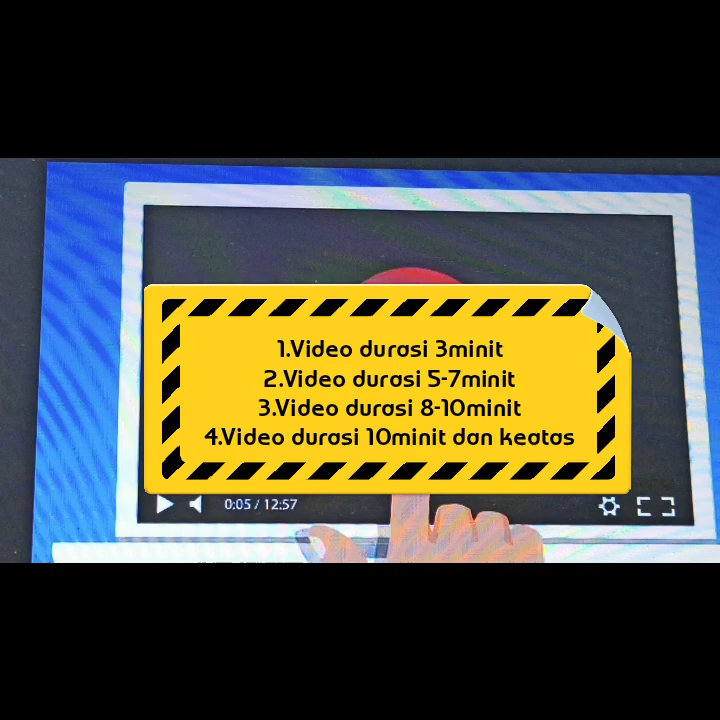 1.Video durasi 3minit
2.Video durasi 5-7minit
3.Video durasi 8-10minit
4.Video durasi 10minit dan keatas
0:05 / 12:57